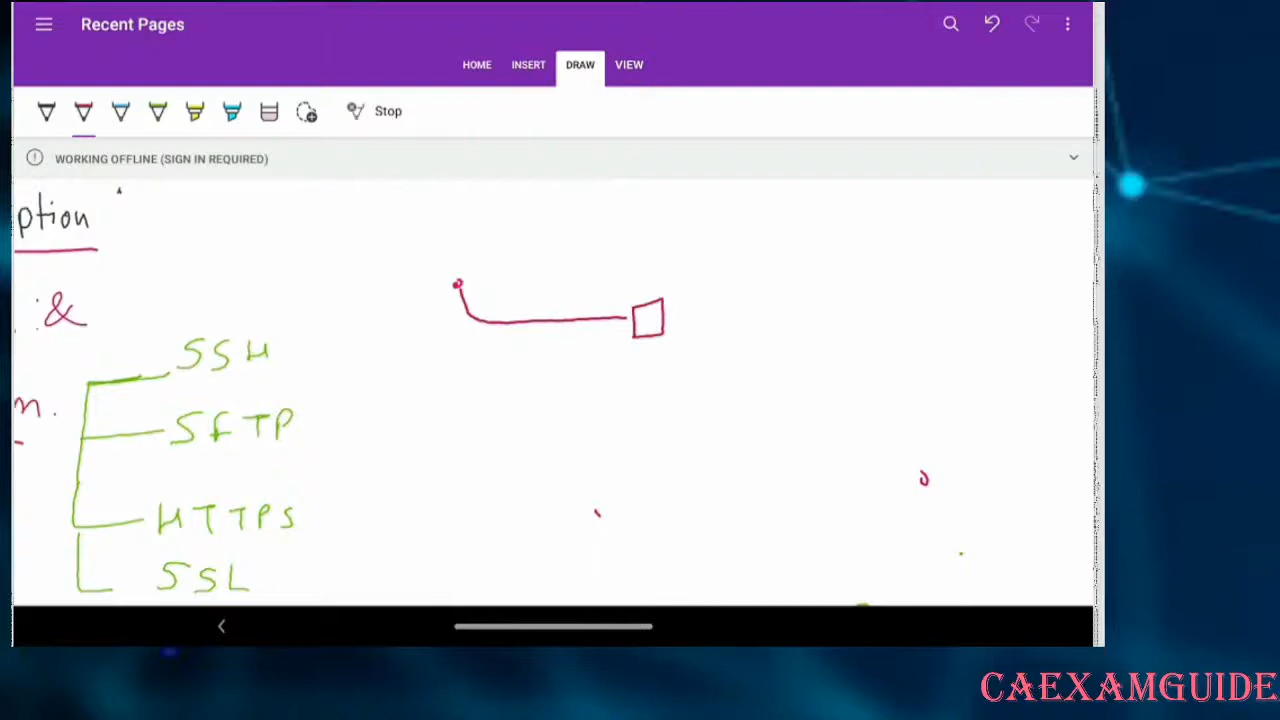 Recent Pages
HOME INSERT DRAW VIEW
Stop
WORKING OFFLINE (SIGN IN REQUIRED)
ption
: &
SSH
n.
SFTP
HTTPS
SSL
CAEXAMGUIDE